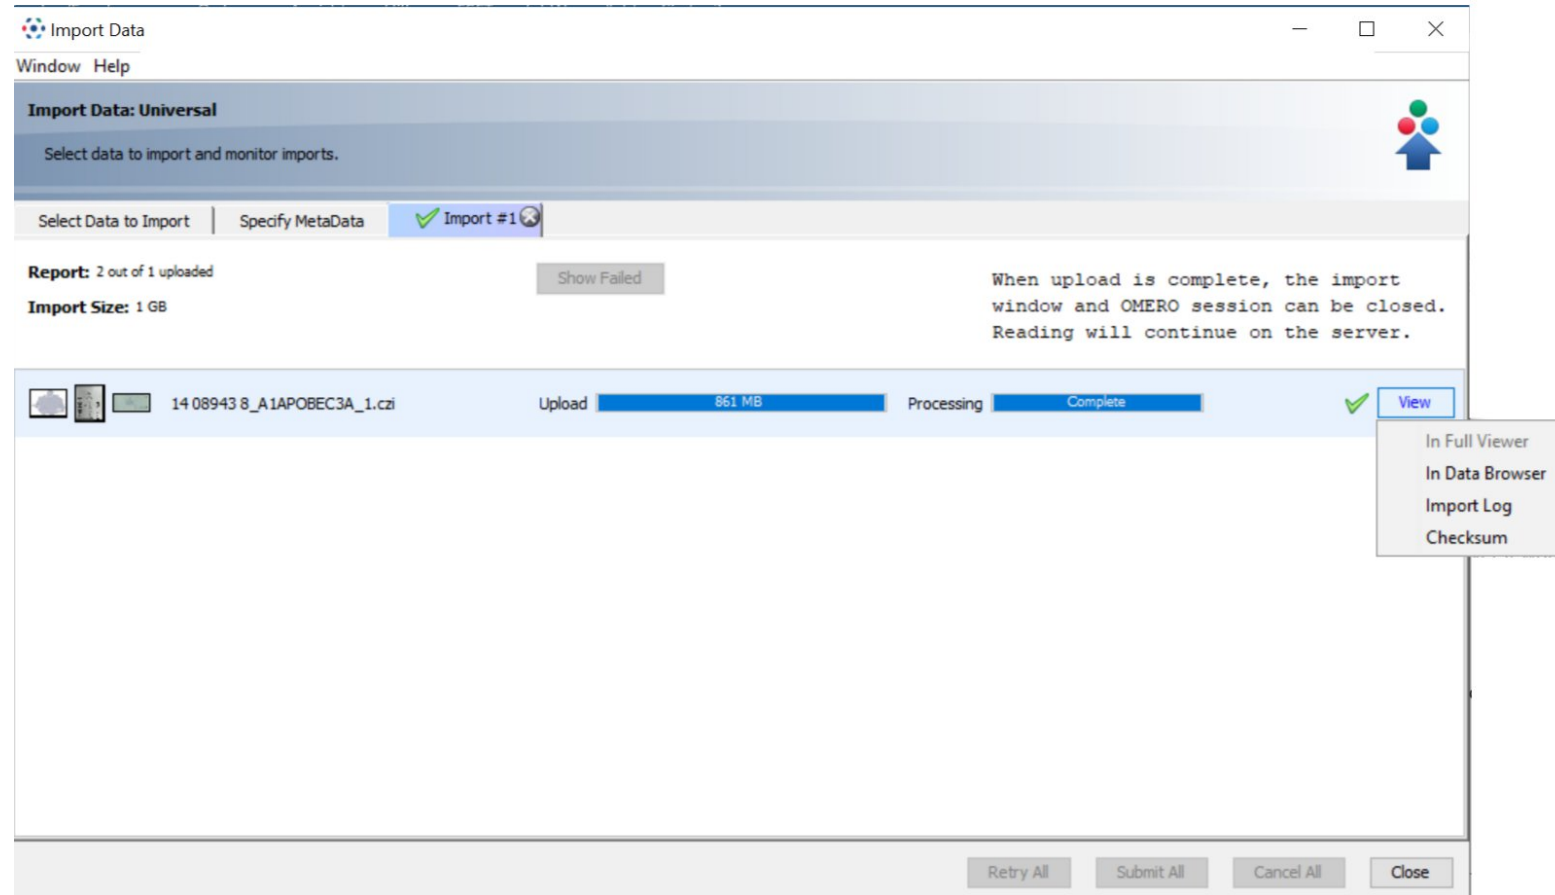 Import Data
Window Help
Import Data: Universal
Select data to import and monitor imports.
Select Data to Import Specify MetaData Import #1
Report: 2 out of 1 uploaded
Show Failed
Import Size: 1 GB
When upload is complete, the import
window and OMERO session can be closed.
Reading will continue on the server.
14 08943 8_A1APOBEC3A_1.czi Upload 861 MB Processing Complete View
In Full Viewer
In Data Browser
Import Log
Checksum
Retry All Submit All Cancel All Close